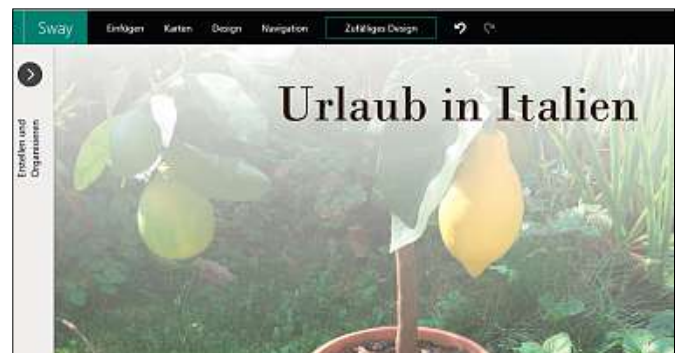 Sway
Einfügen Karten Design Navigation Zufälliges Design
Urlaub in Italien
Erstellen und
Organisieren